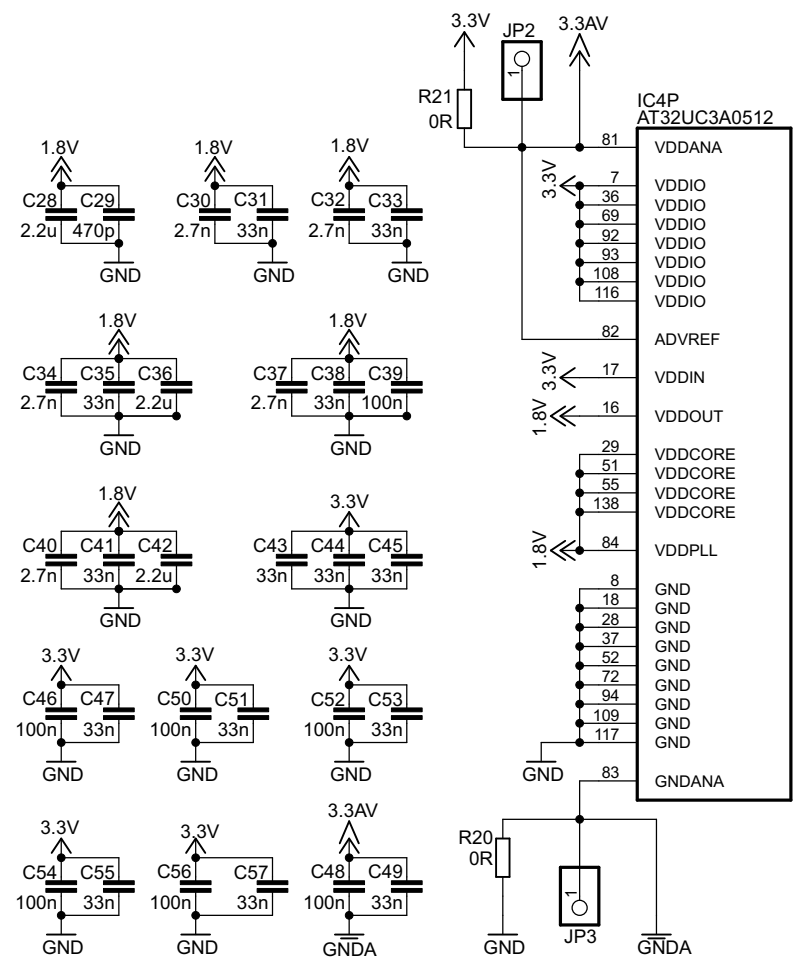 3.3V
JP2
3.3AV
1
R21
0R
IC4P
AT32UC3A0512
81 VDDANA
3.3V
7 VDDIO
36 VDDIO
69 VDDIO
92 VDDIO
93 VDDIO
108 VDDIO
116 VDDIO
82 ADVREF
3.3V
17 VDDIN
1.8V
16 VDDOUT
29 VDDCORE
51 VDDCORE
55 VDDCORE
138 VDDCORE
1.8V
84 VDDPLL
8 GND
18 GND
28 GND
37 GND
52 GND
72 GND
94 GND
109 GND
117 GND
GND
83 GNDANA
R20
0R
1
JP3
GND
GNDA
1.8V 1.8V 1.8V
C28 C29 C30 C31 C32 C33
2.2u 470p 2.7n 33n 2.7n 33n
GND GND GND
1.8V 1.8V
C34 C35 C36 C37 C38 C39
2.7n 33n 2.2u 2.7n 33n 100n
GND GND
1.8V 3.3V
C40 C41 C42 C43 C44 C45
2.7n 33n 2.2u 33n 33n 33n
GND GND
3.3V 3.3V 3.3V
C46 C47 C50 C51 C52 C53
100n 33n 100n 33n 100n 33n
GND GND GND
3.3V 3.3V 3.3AV
C54 C55 C56 C57 C48 C49
100n 33n 100n 33n 100n 33n
GND GND GNDA